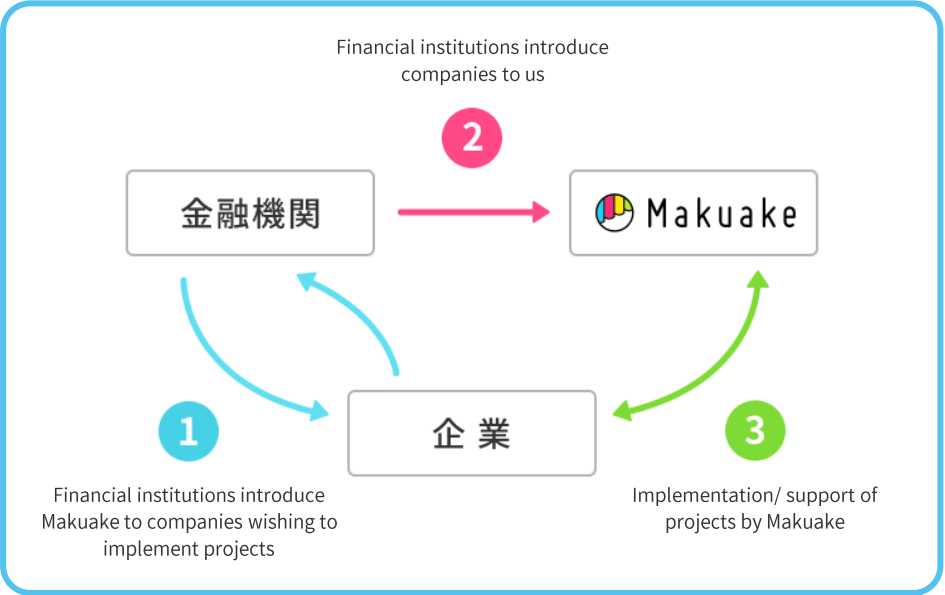 Financial institutions introduce
companies to us
2
金融機関
Makuake
企業
1
Financial institutions introduce
Makuake to companies wishing to
implement projects
3
Implementation/ support of
projects by Makuake